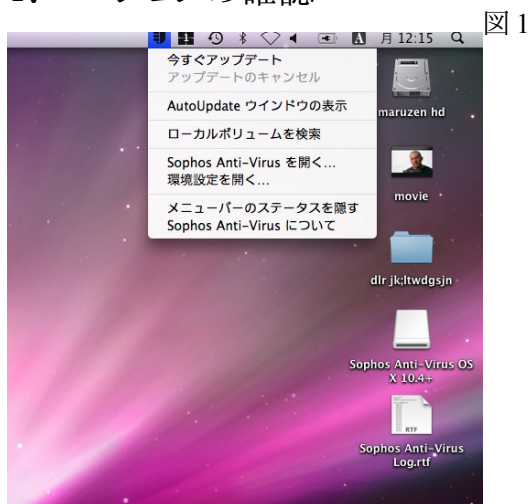 図 1
月 12:15
今すぐアップデート
アップデートのキャンセル
AutoUpdate ウインドウの表示
ローカルボリュームを検索
Sophos Anti-Virus を開く...
環境設定を開く...
メニューバーのステータスを隠す
Sophos Anti-Virus について
maruzen hd
movie
dlr jk;ltwdgsjn
Sophos Anti-Virus OS
X 10.4+
RTF
Sophos Anti-Virus
Log.rtf